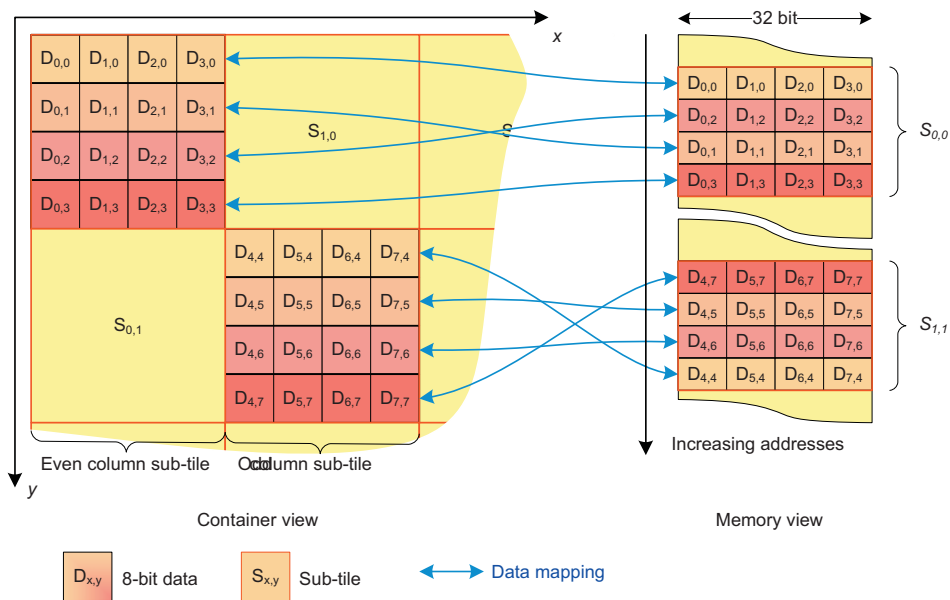 x
32 bit
D0,0 D1,0 D2,0 D3,0
D0,1 D1,1 D2,1 D3,1
D0,2 D1,2 D2,2 D3,2
D0,3 D1,3 D2,3 D3,3
S1,0
S
D4,4 D5,4 D6,4 D7,4
D4,5 D5,5 D6,5 D7,5
D4,6 D5,6 D6,6 D7,6
D4,7 D5,7 D6,7 D7,7
S0,1
D0,0 D1,0 D2,0 D3,0
D0,2 D1,2 D2,2 D3,2
D0,1 D1,1 D2,1 D3,1
D0,3 D1,3 D2,3 D3,3
S0,0
D4,7 D5,7 D6,7 D7,7
D4,5 D5,5 D6,5 D7,5
D4,6 D5,6 D6,6 D7,6
D4,4 D5,4 D6,4 D7,4
S1,1
Increasing addresses
Even column sub-tile
Odd column sub-tile
y
Container view
Memory view
Dx,y 8-bit data
Sx,y Sub-tile
Data mapping